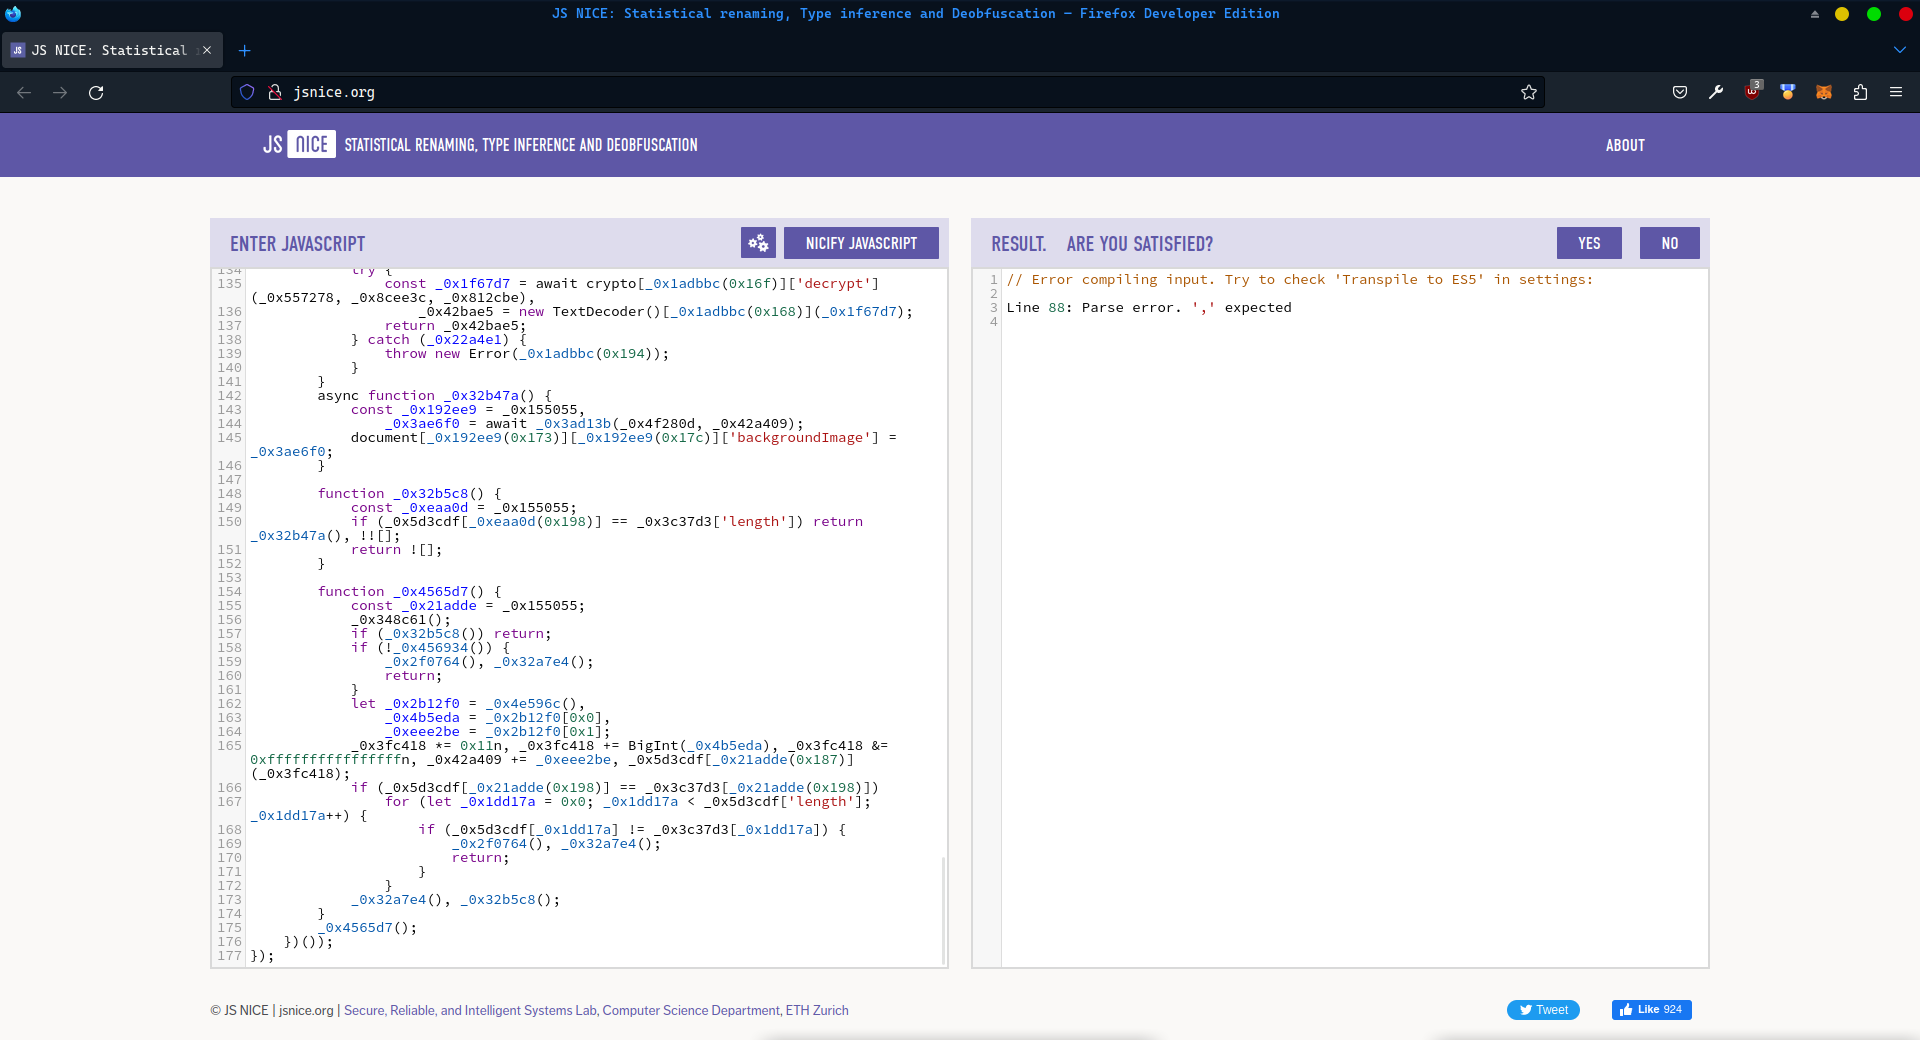 JS NICE: Statistical renaming, Type inference and Deobfuscation — Firefox Developer Edition
JS NICE: Statistical
jsnice.org
3
JS NICE STATISTICAL RENAMING, TYPE INFERENCE AND DEOBFUSCATION
ABOUT
ENTER JAVASCRIPT
NICIFY JAVASCRIPT
134 try {
135 const _0x1f67d7 = await crypto[_0x1adbbc(0x16f)]['decrypt']
(_0x557278, _0x8cee3c, _0x812cbe),
136 _0x42bae5 = new TextDecoder()[_0x1adbbc(0x168)](_0x1f67d7);
137 return _0x42bae5;
138 } catch (_0x22a4e1) {
139 throw new Error(_0x1adbbc(0x194));
140 }
141 }
142 async function _0x32b47a() {
143 const _0x192ee9 = _0x155055,
144 _0x3ae6f0 = await _0x3ad13b(_0x4f280d, _0x42a409);
145 document[_0x192ee9(0x173)][_0x192ee9(0x17c)]['backgroundImage'] =
_0x3ae6f0;
146 }
147
148 function _0x32b5c8() {
149 const _0xeaa0d = _0x155055;
150 if (_0x5d3cdf[_0xeaa0d(0x198)] == _0x3c37d3['length']) return
_0x32b47a(), !![];
151 return ![];
152 }
153
154 function _0x4565d7() {
155 const _0x21adde = _0x155055;
156 _0x348c61();
157 if (_0x32b5c8()) return;
158 if (!_0x456934()) {
159 _0x2f0764(), _0x32a7e4();
160 return;
161 }
162 let _0x2b12f0 = _0x4e596c(),
163 _0x4b5eda = _0x2b12f0[0x0],
164 _0xeee2be = _0x2b12f0[0x1];
165 _0x3fc418 *= 0x11n, _0x3fc418 += BigInt(_0x4b5eda), _0x3fc418 &=
0xffffffffffffffffn, _0x42a409 += _0xeee2be, _0x5d3cdf[_0x21adde(0x187)]
(_0x3fc418);
166 if (_0x5d3cdf[_0x21adde(0x198)] == _0x3c37d3[_0x21adde(0x198)])
167 for (let _0x1dd17a = 0x0; _0x1dd17a < _0x5d3cdf['length'];
_0x1dd17a++) {
168 if (_0x5d3cdf[_0x1dd17a] != _0x3c37d3[_0x1dd17a]) {
169 _0x2f0764(), _0x32a7e4();
170 return;
171 }
172 }
173 _0x32a7e4(), _0x32b5c8();
174 }
175 _0x4565d7();
176 })());
177 });
RESULT. ARE YOU SATISFIED?
YES
NO
1 // Error compiling input. Try to check 'Transpile to ES5' in settings:
2
3 Line 88: Parse error. ',' expected
4
© JS NICE | jsnice.org | Secure, Reliable, and Intelligent Systems Lab, Computer Science Department, ETH Zurich
Tweet
Like 924